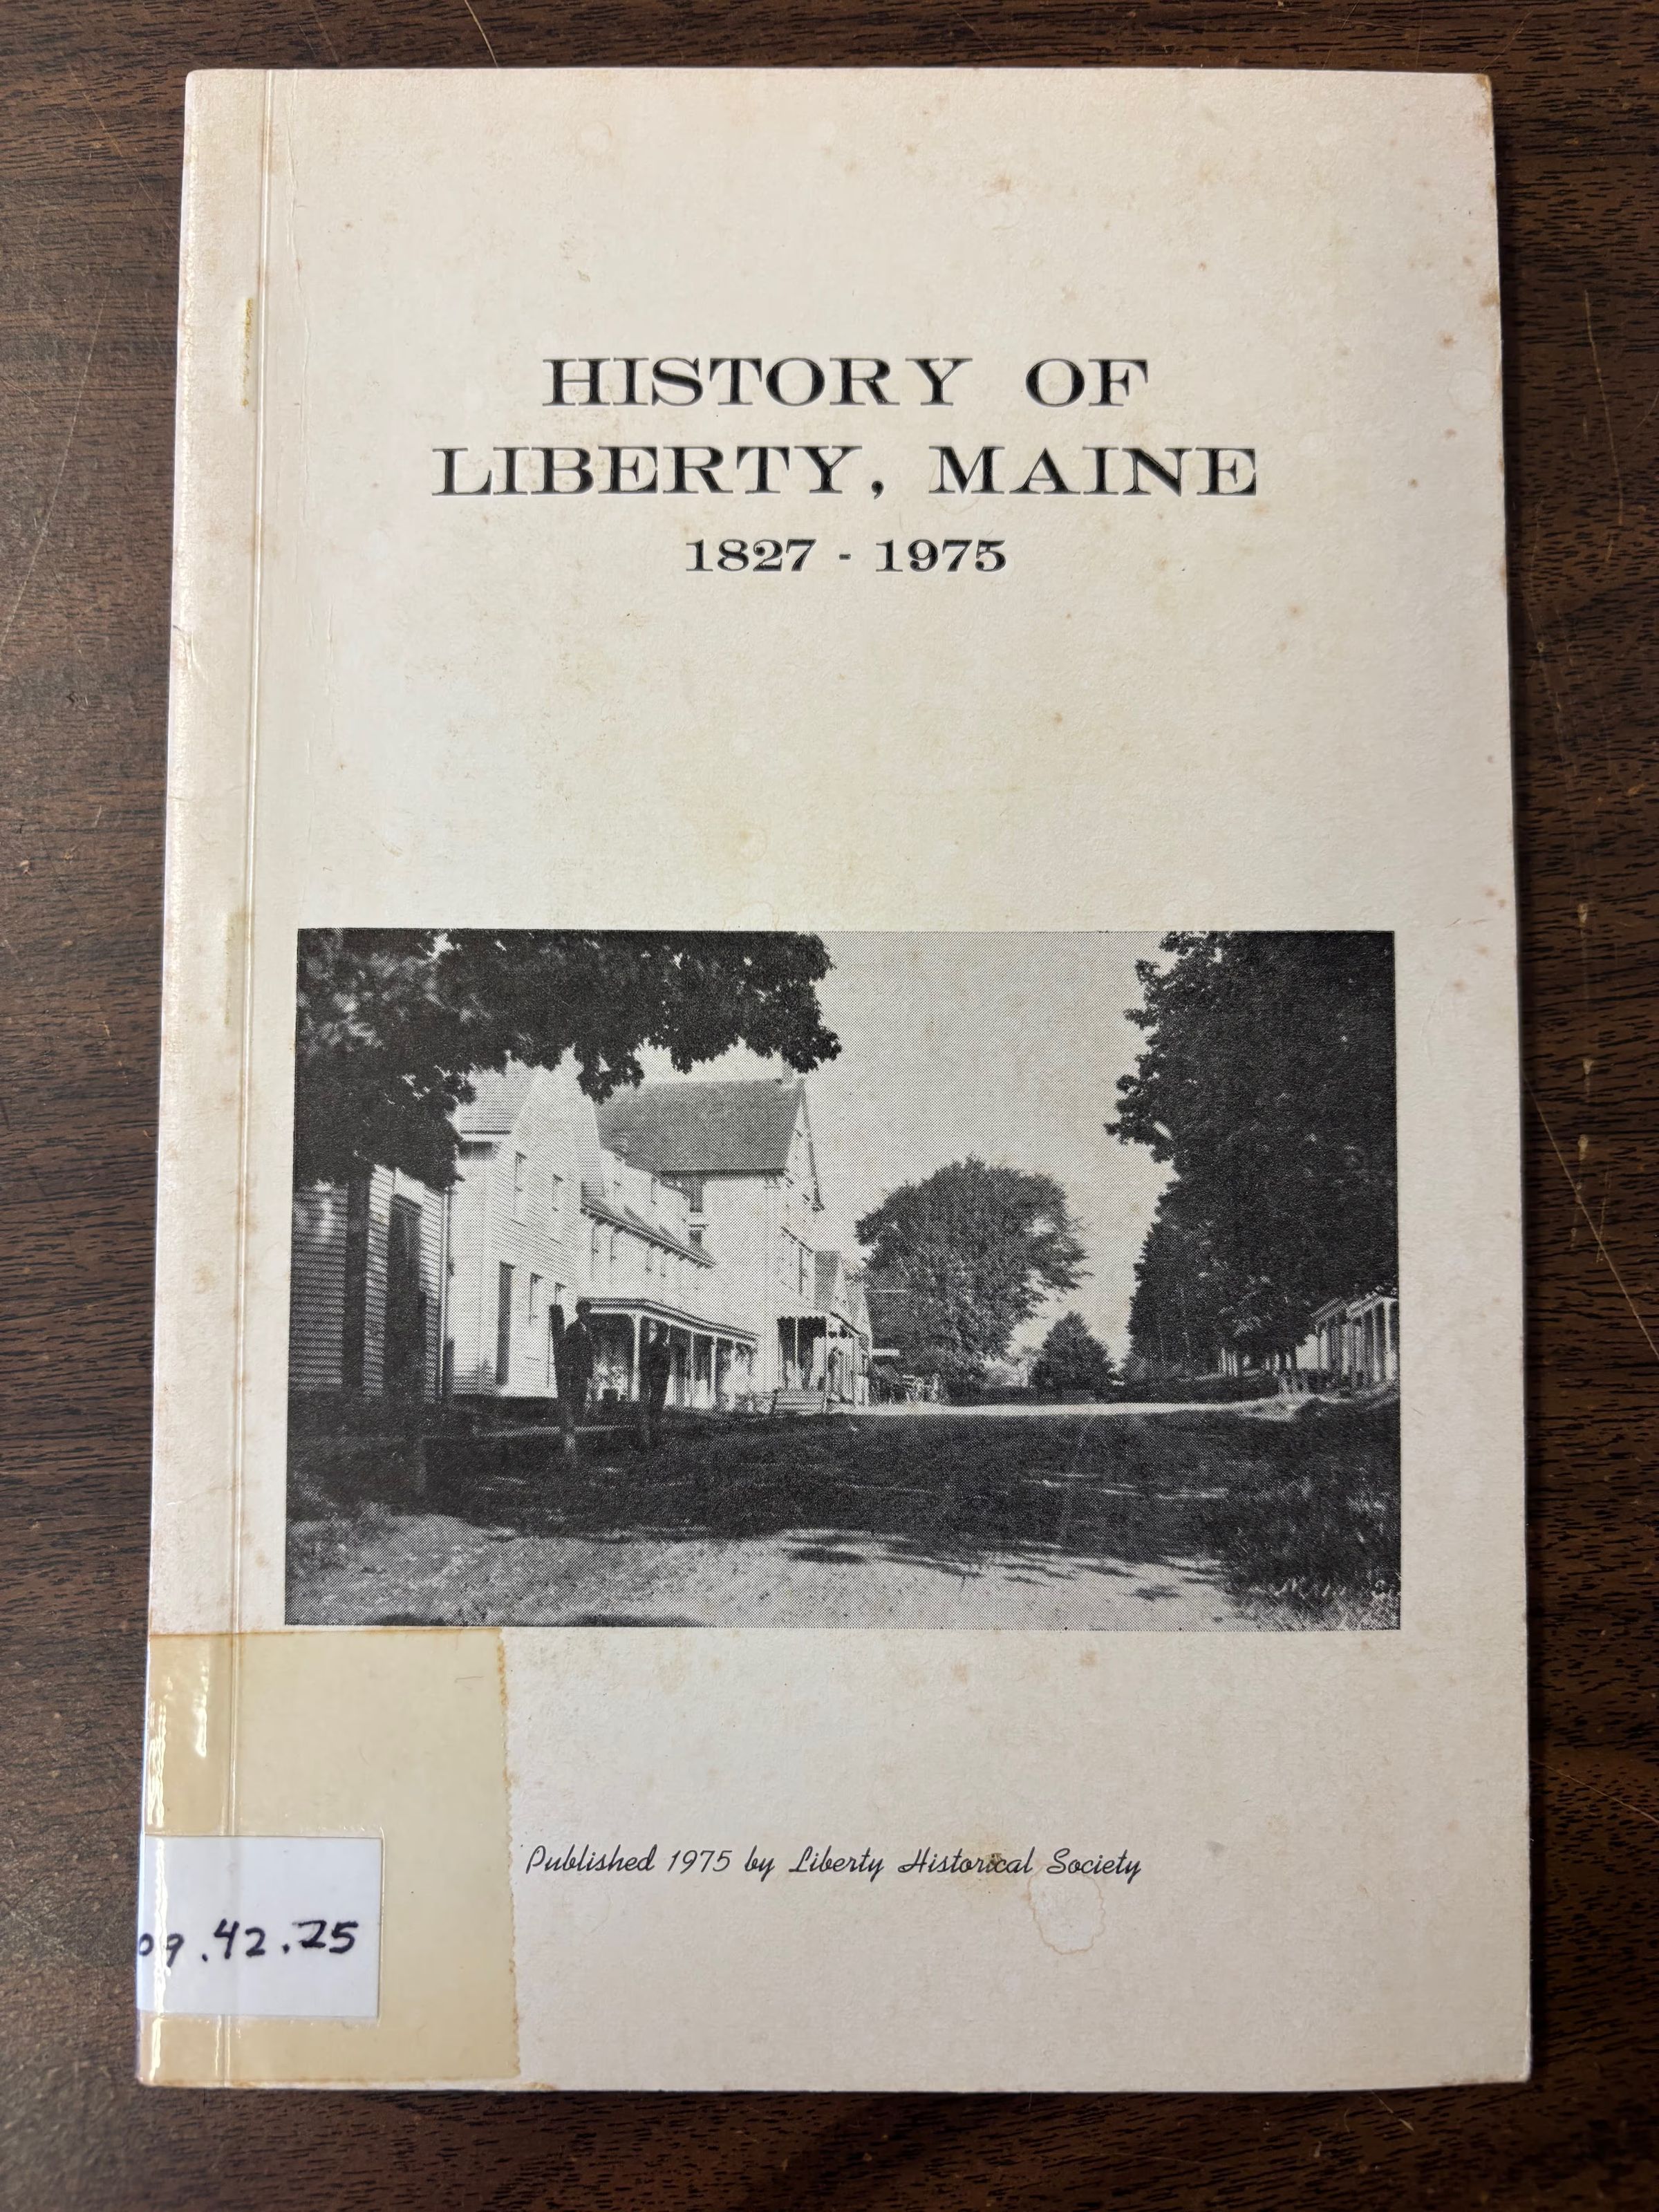 HISTORY OF
LIBERTY, MAINE
1827 - 1975
Published 1975 by Liberty Historical Society
09.42.25